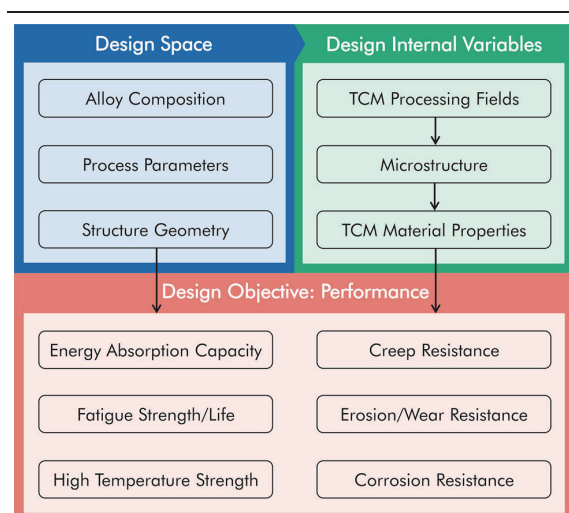 Design Space
Design Internal Variables
Alloy Composition
Process Parameters
Structure Geometry
TCM Processing Fields
Microstructure
TCM Material Properties
Design Objective: Performance
Energy Absorption Capacity
Fatigue Strength/Life
High Temperature Strength
Creep Resistance
Erosion/Wear Resistance
Corrosion Resistance